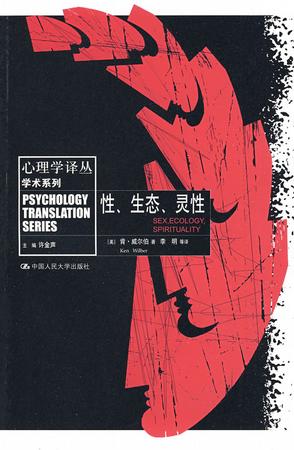 心理学译丛
学术系列
PSYCHOLOGY
TRANSLATION
SERIES
主编 许金声
中国人民大学出版社
性、生态、灵性
SEX,ECOLOGY,
SPIRITUALITY
[美] 肯·威尔伯 著 李 明 等译
Ken Wilber